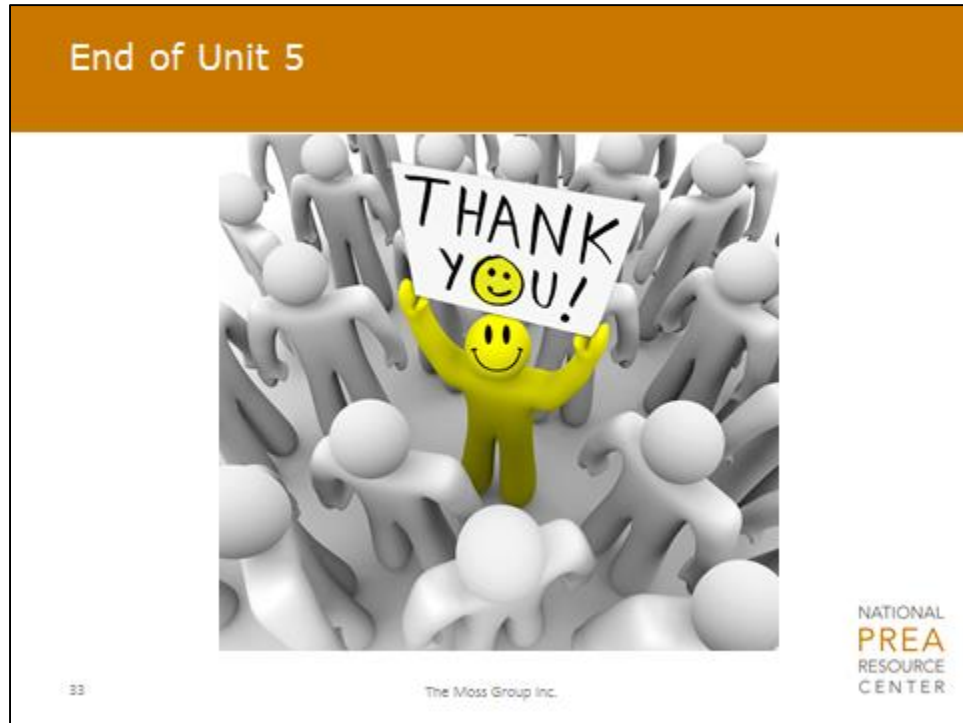 End of Unit 5
THANK
YOU!
33
The Moss Group Inc.
NATIONAL
PREA
RESOURCE
CENTER